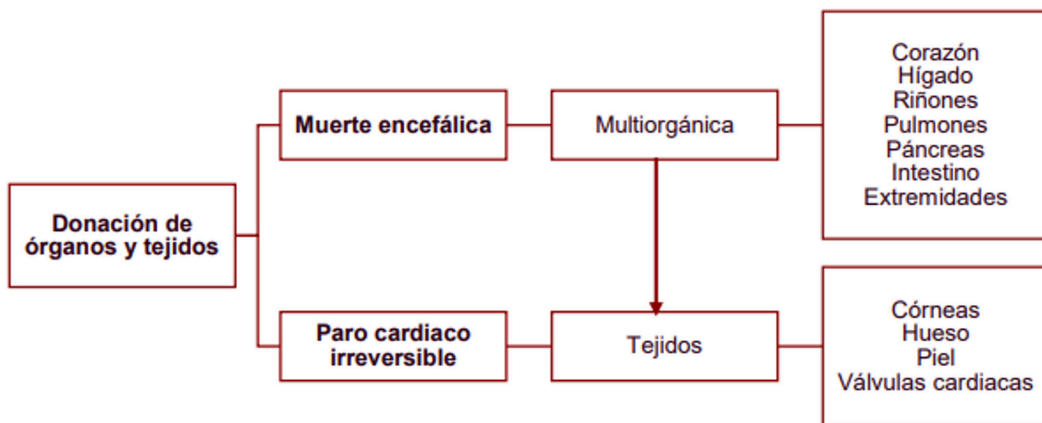 Donación de
órganos y tejidos
Muerte encefálica
Multiorgánica
Corazón
Hígado
Riñones
Pulmones
Páncreas
Intestino
Extremidades
Paro cardiaco
irreversible
Tejidos
Córneas
Hueso
Piel
Válvulas cardiacas